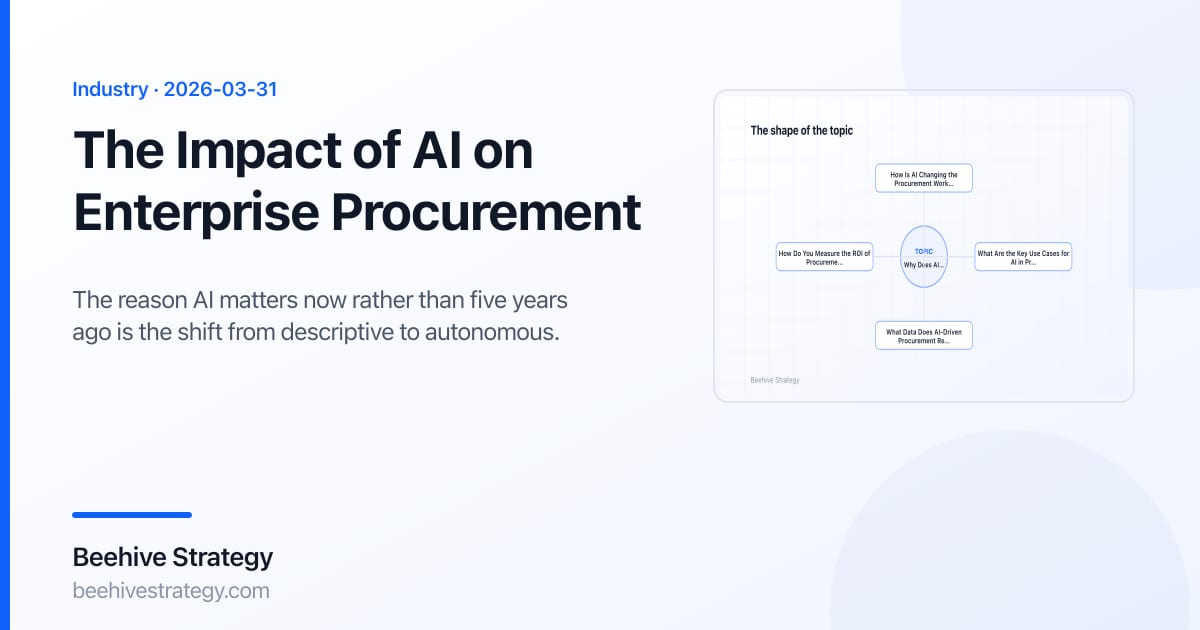 Industry · 2026-03-31
The Impact of AI on
Enterprise Procurement
The reason AI matters now rather than five years
ago is the shift from descriptive to autonomous.
The shape of the topic
How Is AI Changing the
Procurement Work...
How Do You Measure the ROI of
Procureme...
TOPIC
Why Does AI...
What Are the Key Use Cases for
AI in Pr...
What Data Does AI-Driven
Procurement Re...
Beehive Strategy
Beehive Strategy
beehivestrategy.com